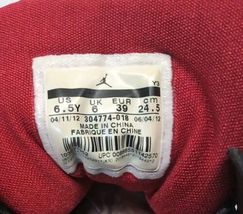 US UK EUR cm
6.5Y 6 39 24.5
Y3
04/11/12 304774-018 06/04/12
MADE IN CHINA
FABRIQUE EN CHINE
UPC